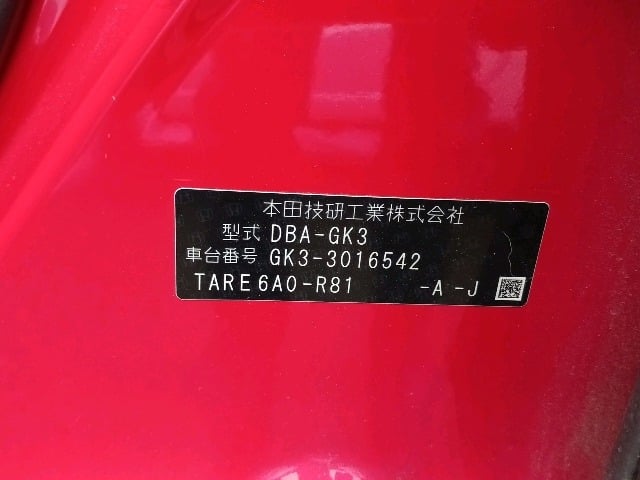 本田技研工業株式会社
型式 DBA-GK3
車台番号 GK3-3016542
TARE6A0-R81 -A -J